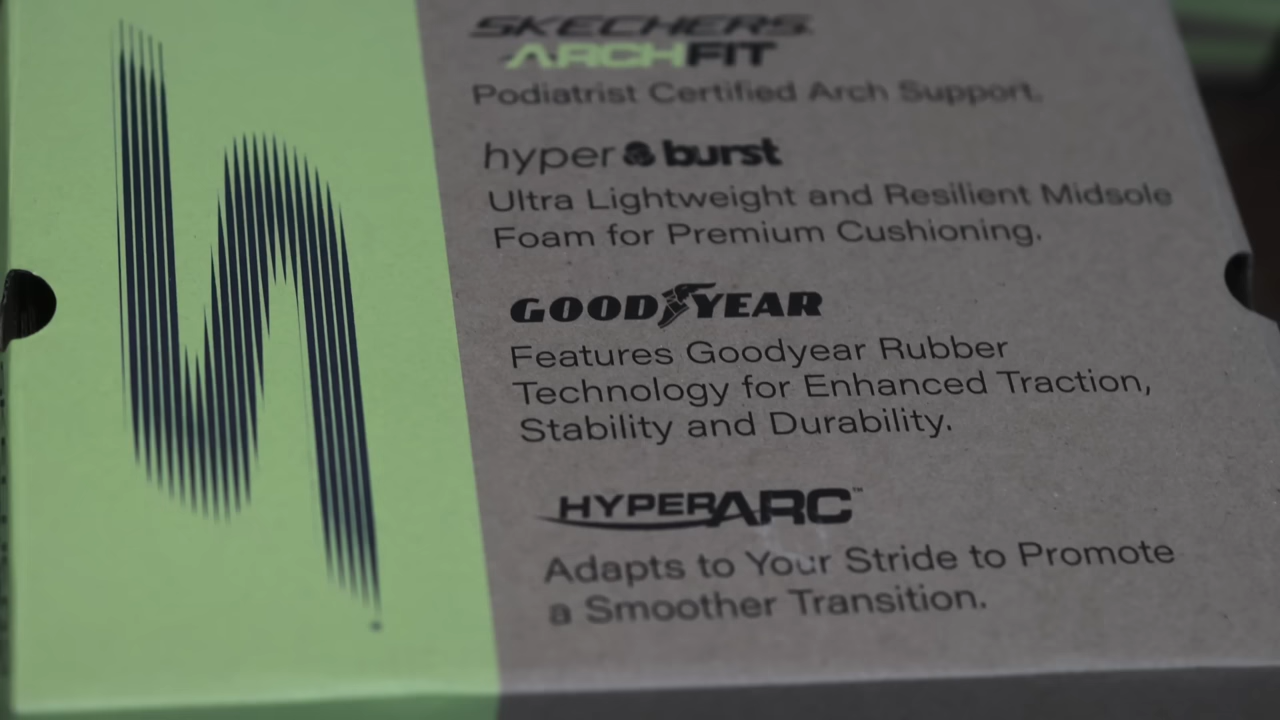 SKECHERS
ARCHFIT
Podiatrist Certified Arch Support.
hyper burst
Ultra Lightweight and Resilient Midsole
Foam for Premium Cushioning.
GOODYEAR
Features Goodyear Rubber
Technology for Enhanced Traction,
Stability and Durability.
HYPERARC™
Adapts to Your Stride to Promote
a Smoother Transition.